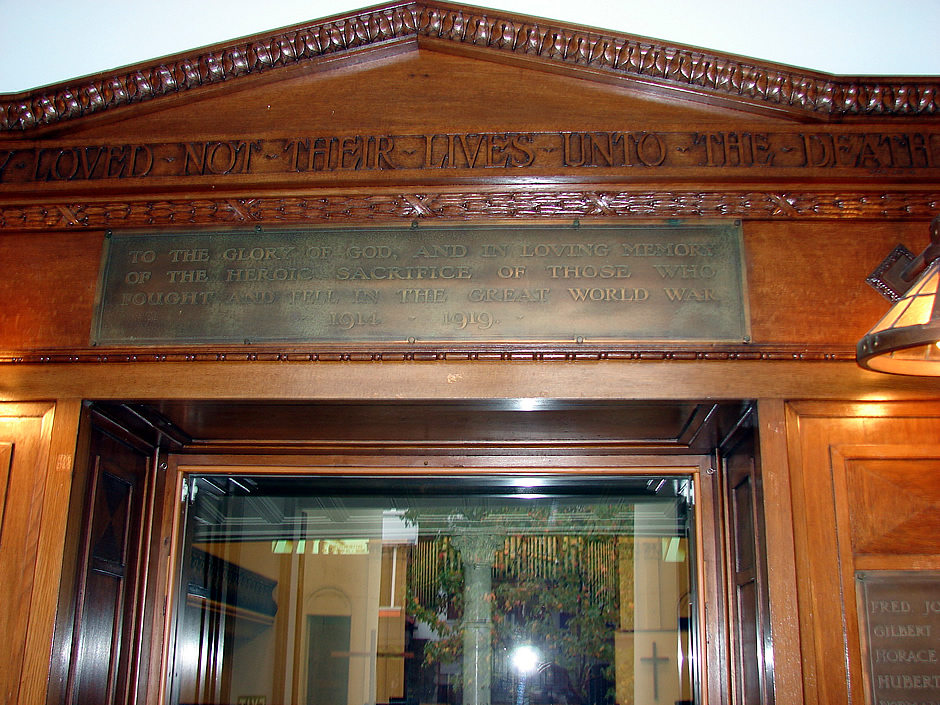 Y · LOVED · NOT · THEIR · LIVES · UNTO · THE · DEATH
TO THE GLORY OF GOD, AND IN LOVING MEMORY
OF THE HEROIC SACRIFICE OF THOSE WHO
FOUGHT AND FELL IN THE GREAT WORLD WAR
1914 - 1919.
FRED. JO
GILBERT
HORACE
HUBERT